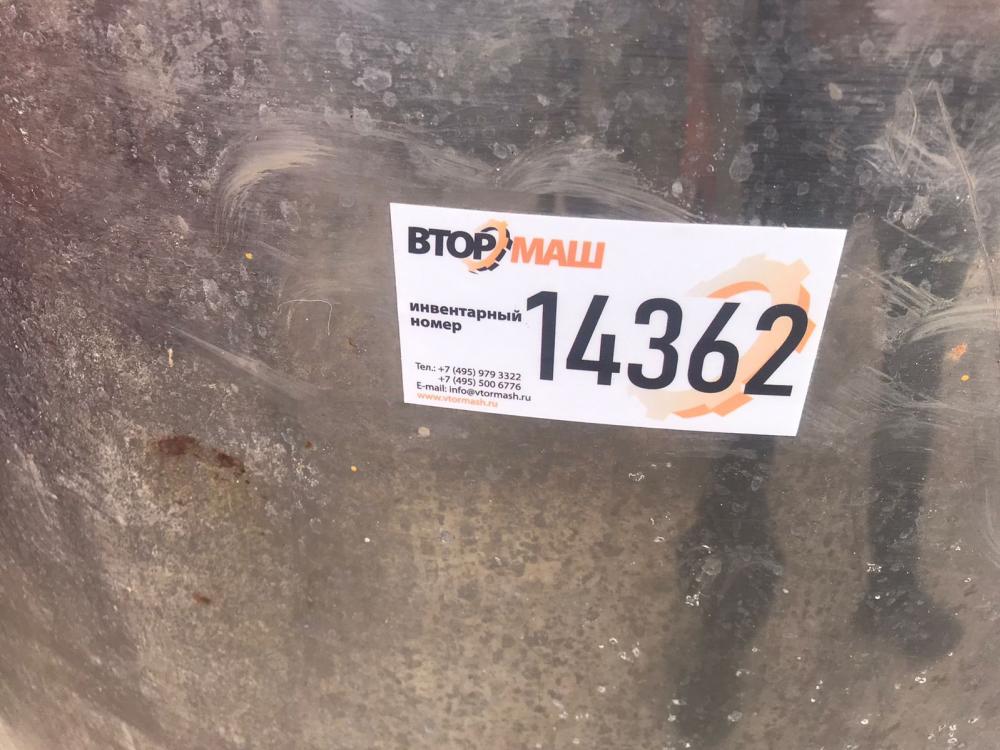 ВТОРМАШ
инвентарный
номер
14362
Тел.: +7 (495) 979 3322
+7 (495) 500 6776
E-mail: info@vtormash.ru
www.vtormash.ru